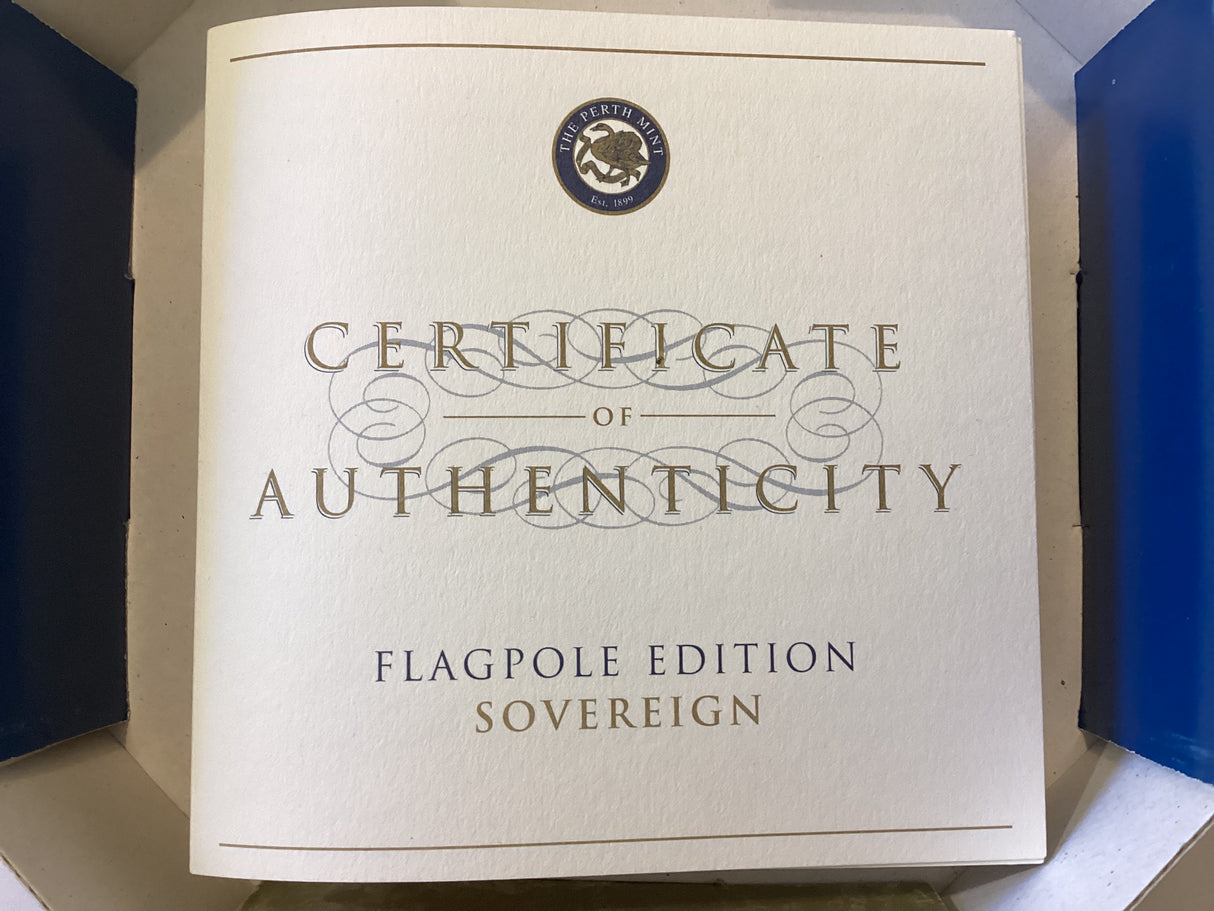 THE PERTH MINT
Est. 1899
CERTIFICATE
OF
AUTHENTICITY
FLAGPOLE EDITION
SOVEREIGN